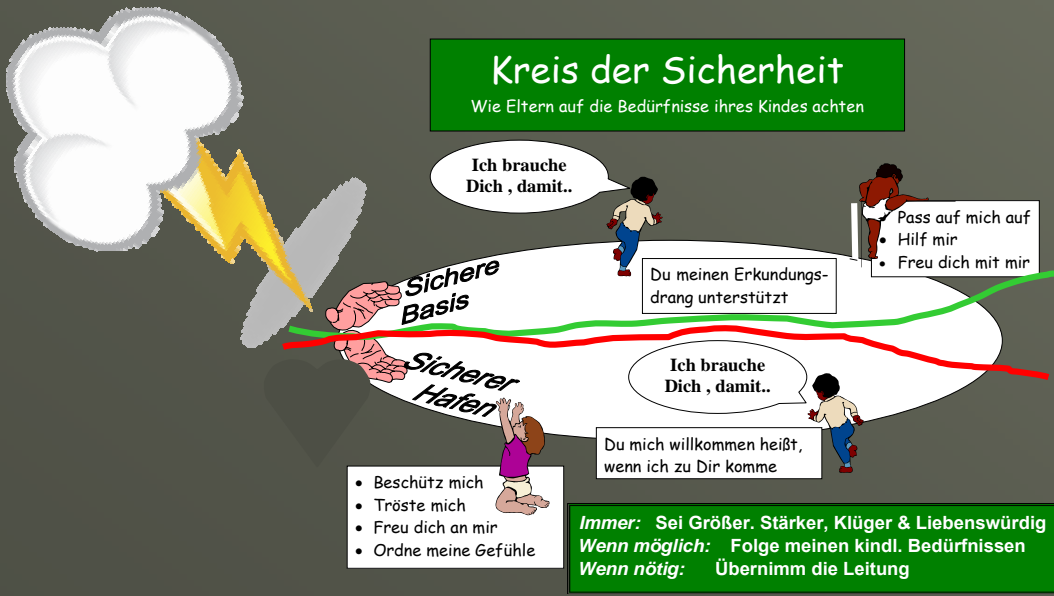 Kreis der Sicherheit
Wie Eltern auf die Bedürfnisse ihres Kindes achten
Ich brauche
Dich , damit..
• Pass auf mich auf
• Hilf mir
• Freu dich mit mir
Du meinen Erkundungs-
drang unterstützt
Sichere
Basis
Sicherer
Hafen
Ich brauche
Dich , damit..
Du mich willkommen heißt,
wenn ich zu Dir komme
• Beschütz mich
• Tröste mich
• Freu dich an mir
• Ordne meine Gefühle
Immer: Sei Größer. Stärker, Klüger & Liebenswürdig
Wenn möglich: Folge meinen kindl. Bedürfnissen
Wenn nötig: Übernimm die Leitung